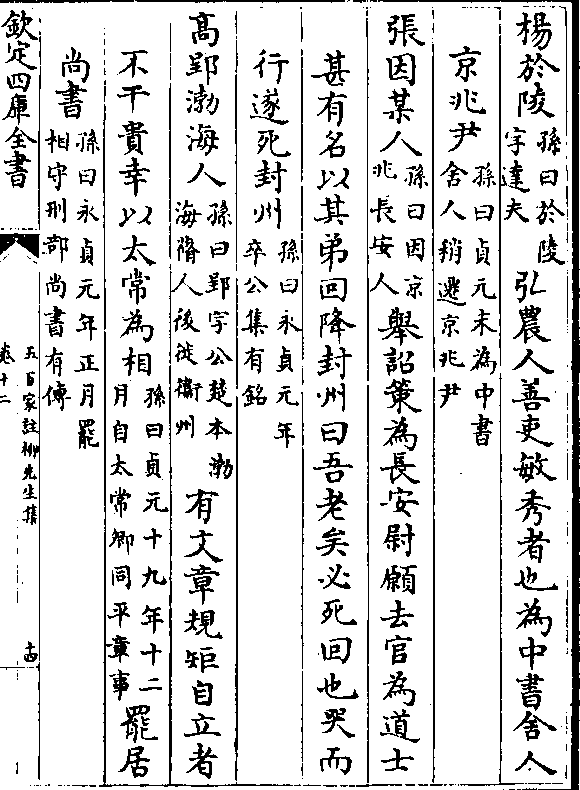 楊於陵孫曰於陵字達夫弘農人善吏敏秀者也為中書舍人
京兆尹孫曰貞元末為中書舍人稍遷京兆尹
張因某人孫曰因京兆長安人舉詔策為長安尉願去官為道士
甚有名以其弟回降封州曰吾老矣必死回也哭而
行遂死封州孫曰永貞元年卒公集有銘
高郢渤海人孫曰郢字公楚本渤海隋人後徙衞州有文章規矩自立者
不干貴幸以太常為相孫曰貞元十九年十二月自太常卿同平章事罷居
尚書孫曰永貞元年正月罷相守刑部尚書有傳
欽定四庫全書
五百家註柳先生集
卷十二
十四